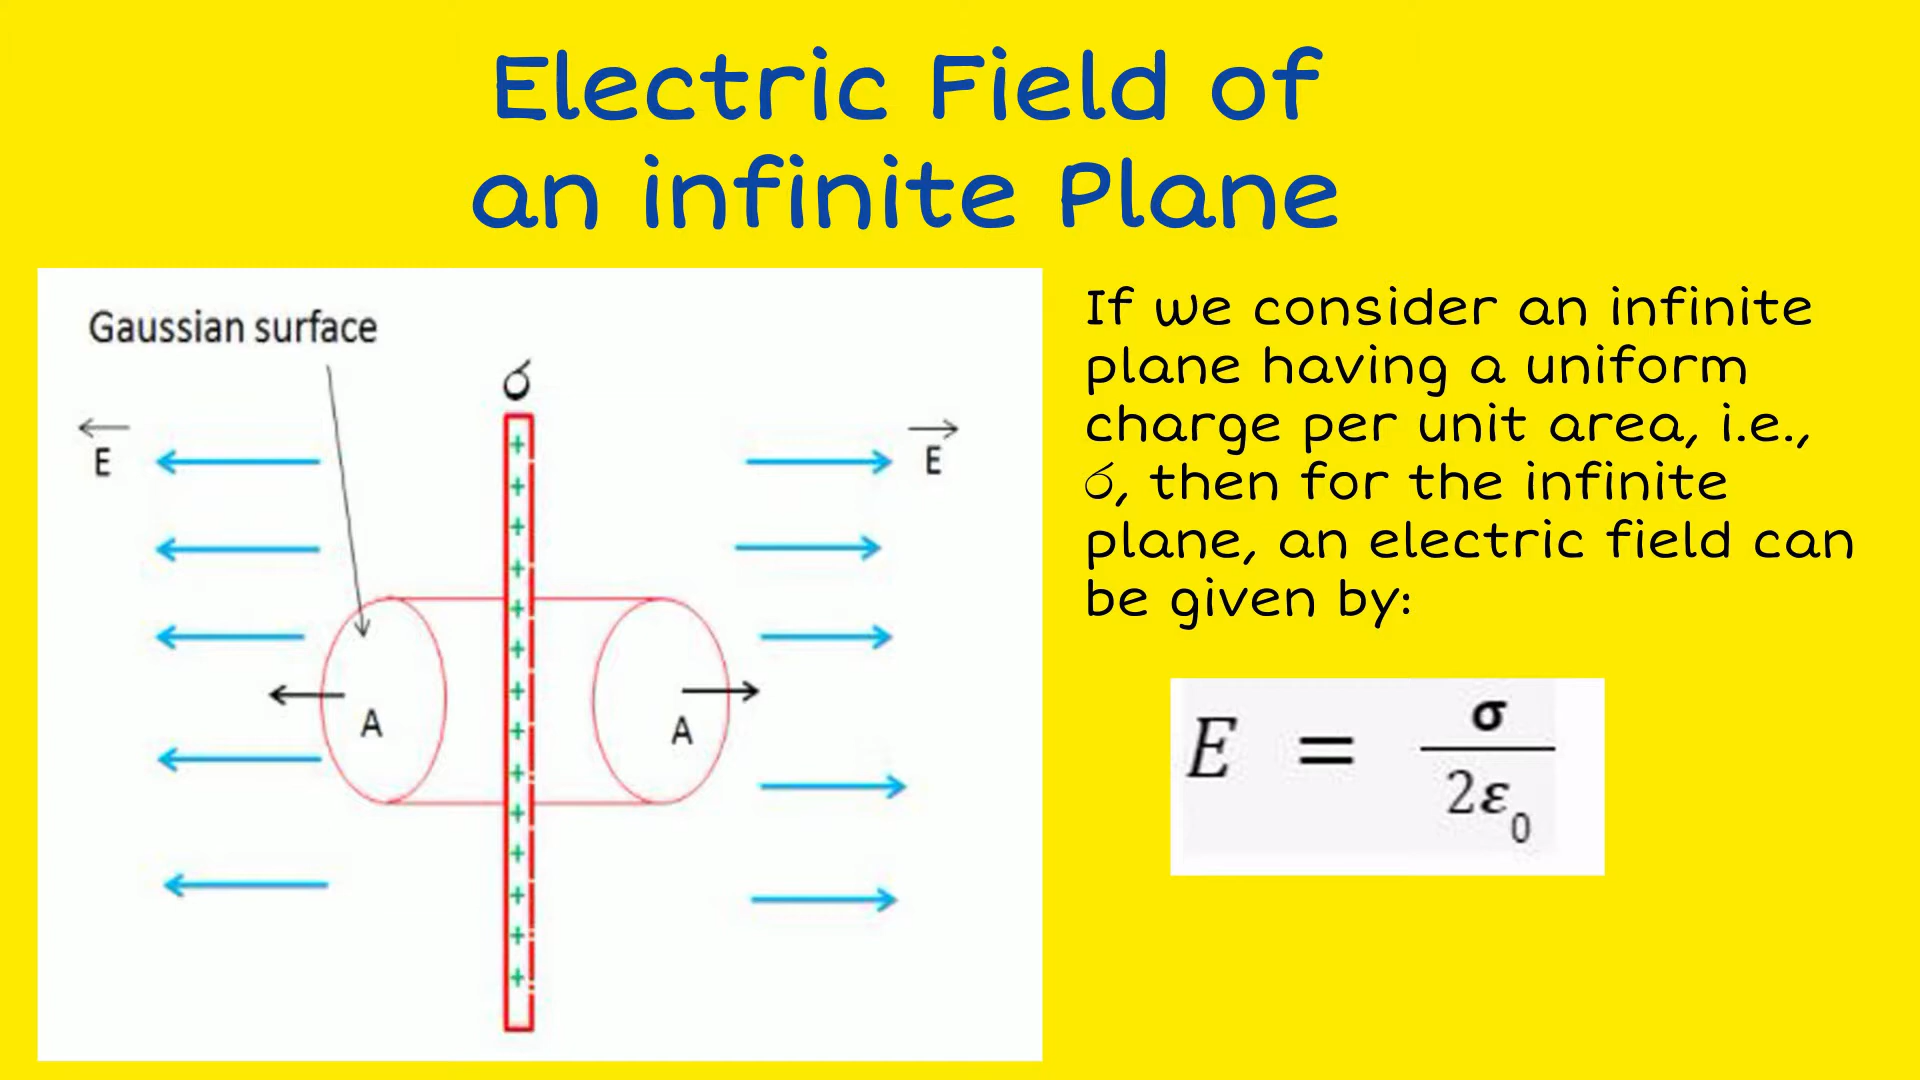 Electric Field of
an infinite Plane
Gaussian surface
σ
E
E
A
A
+
+
+
+
+
+
+
+
+
+
+
+
+
+
If we consider an infinite
plane having a uniform
charge per unit area, i.e.,
σ, then for the infinite
plane, an electric field can
be given by:
E = σ / 2ε₀